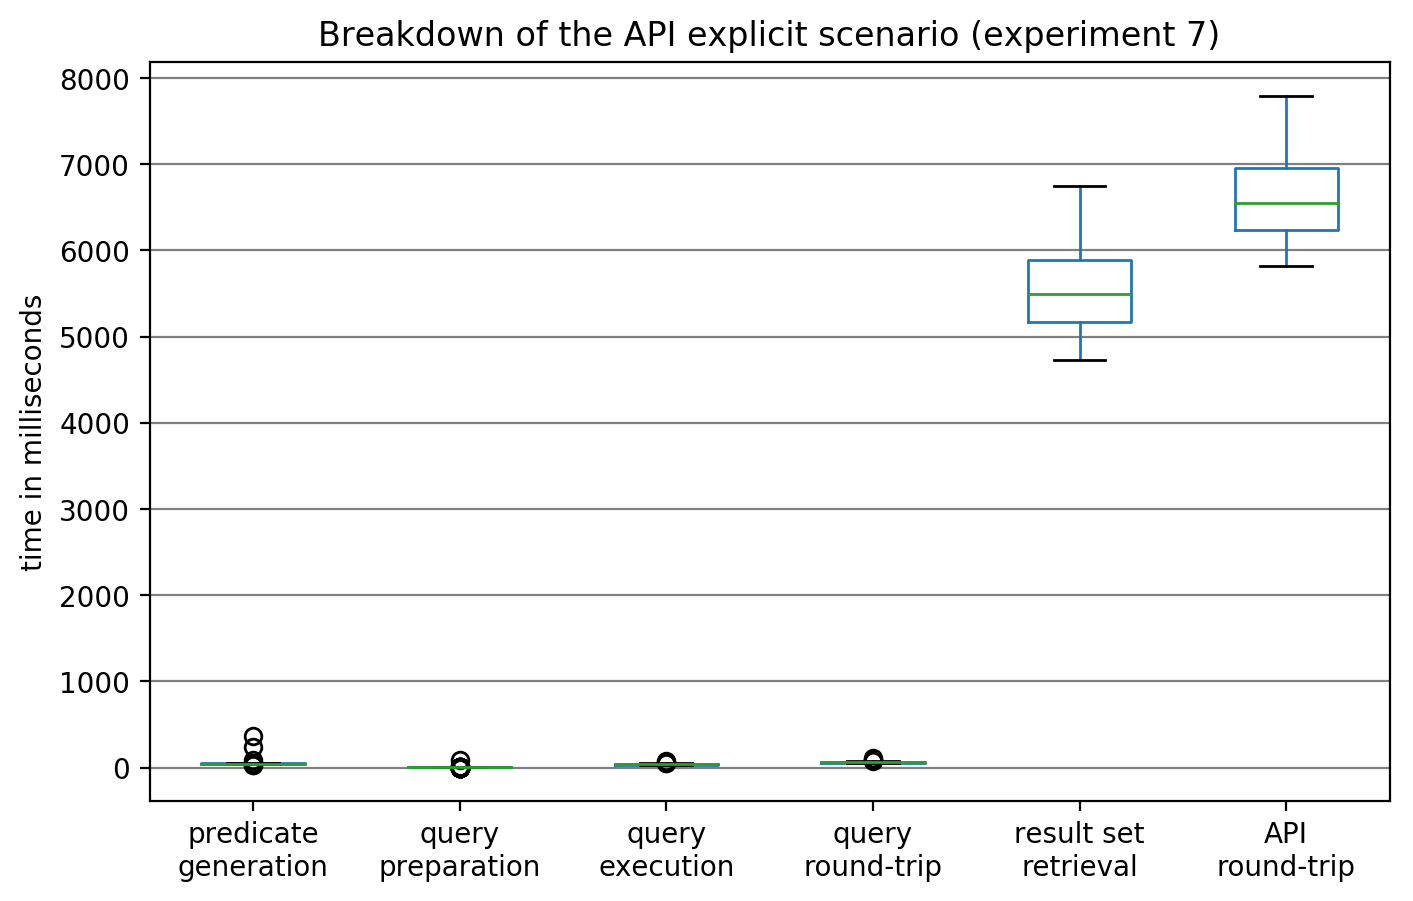 Breakdown of the API explicit scenario (experiment 7)
8000
7000
6000
5000
4000
3000
2000
1000
0
time in milliseconds
predicate
generation
query
preparation
query
execution
query
round-trip
result set
retrieval
API
round-trip